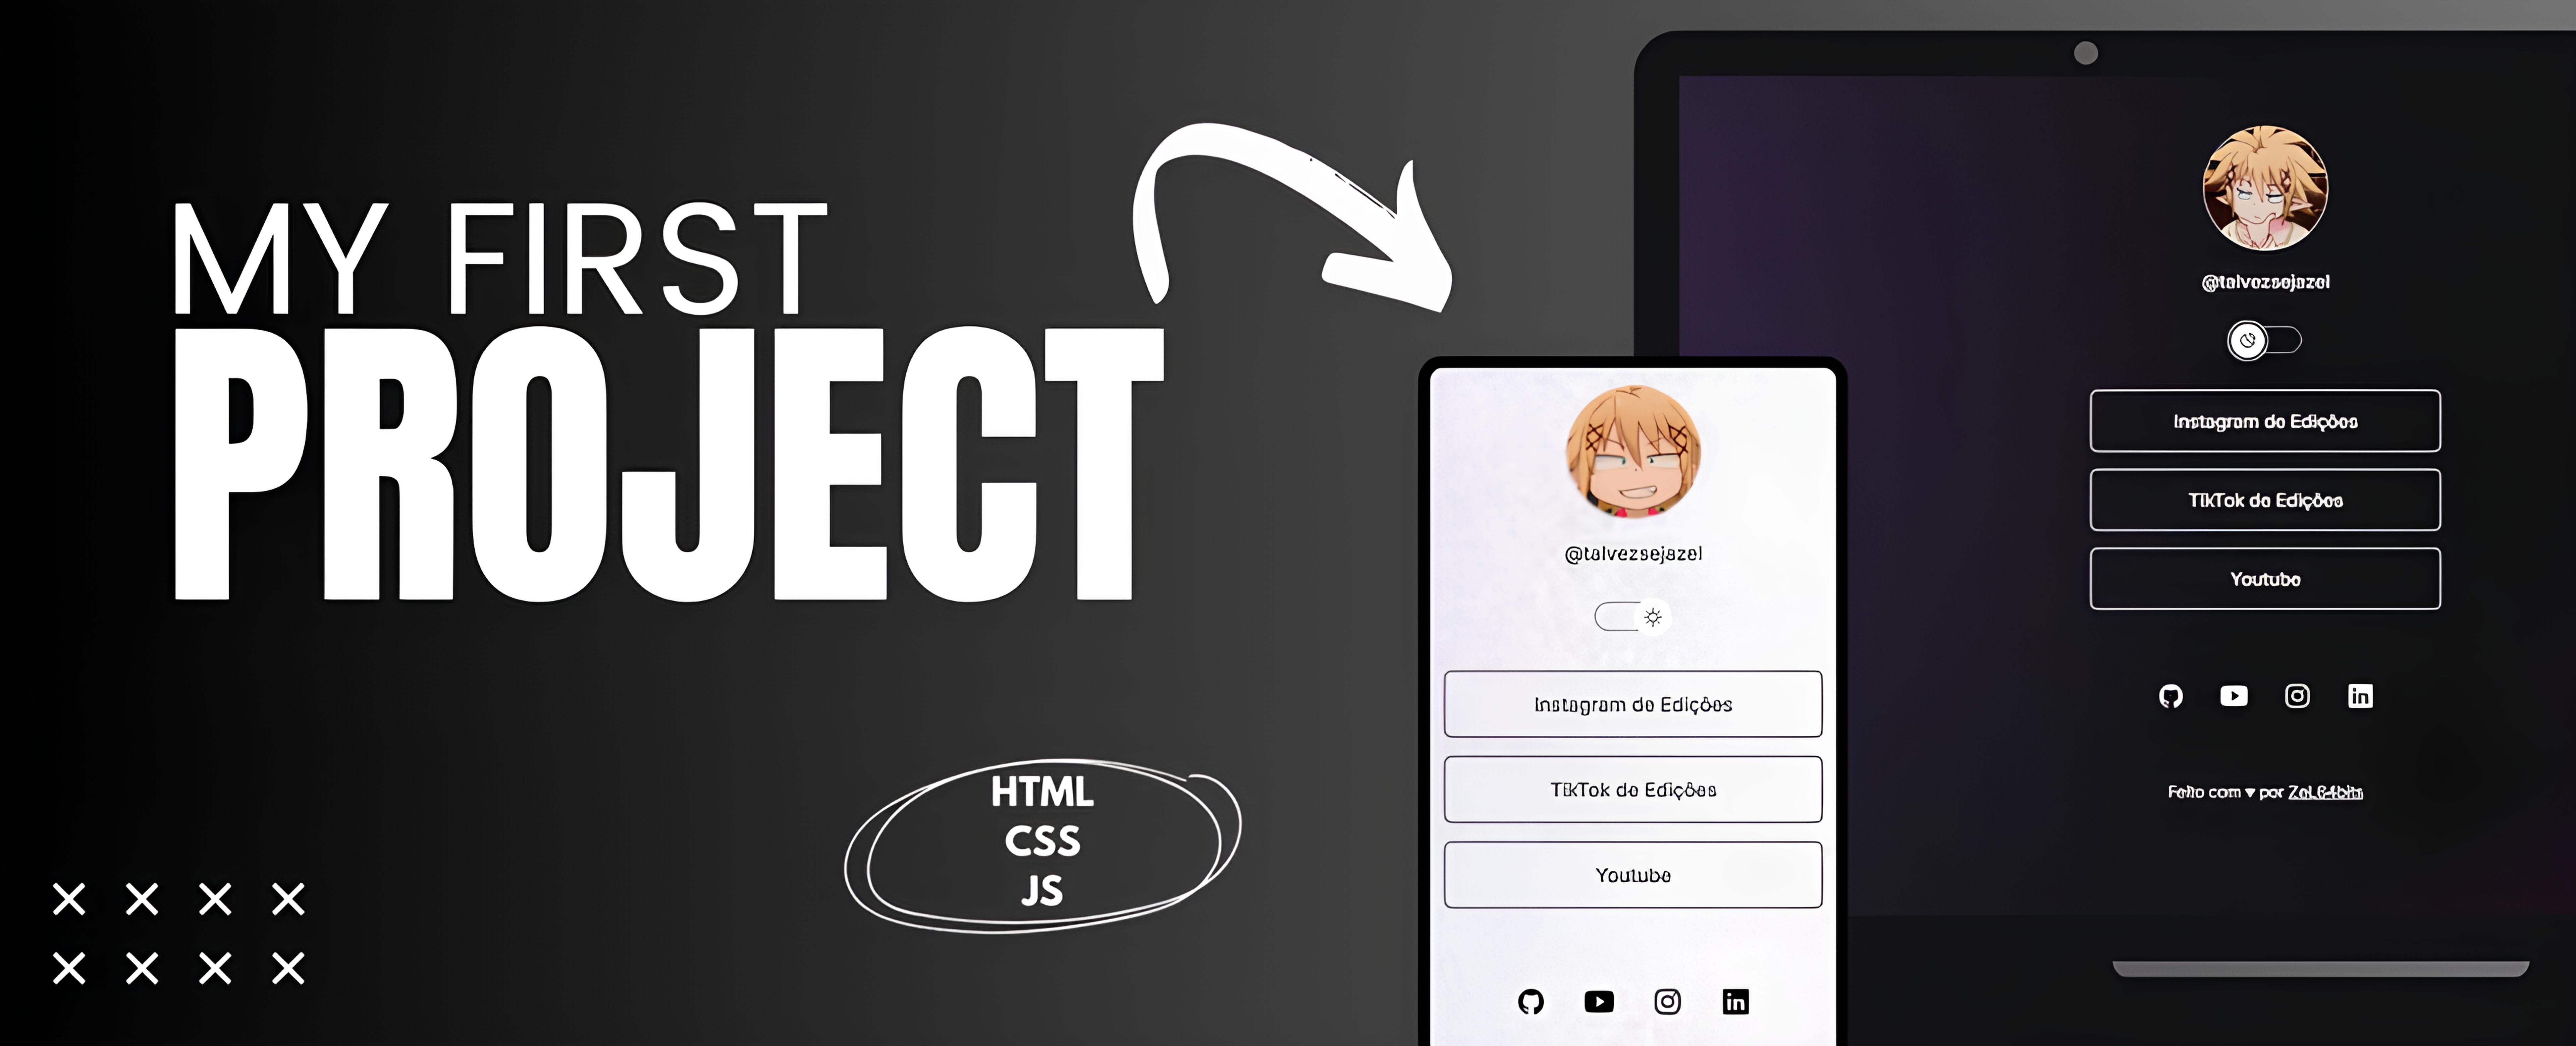 MY FIRST
PROJECT
HTML
CSS
JS
@talvezsejazel
Instagram de Edições
TikTok de Edições
Youtube
@talvezsejazel
Instagram de Edições
TikTok de Edições
Youtube
Feito com ♥ por